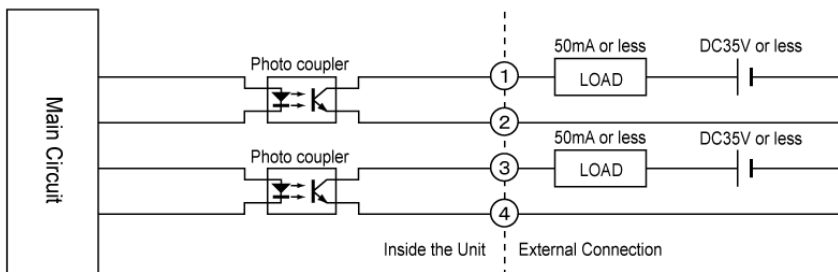 50mA or less
DC35V or less
Photo coupler
1
LOAD
2
Main Circuit
50mA or less
DC35V or less
Photo coupler
3
LOAD
4
Inside the Unit
External Connection